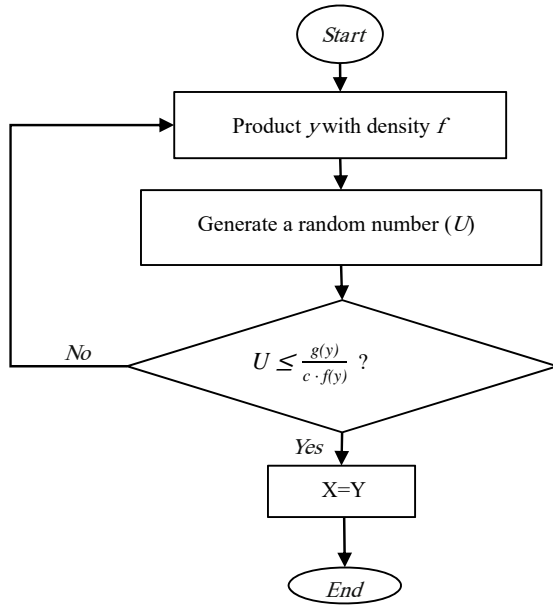 Start
Product y with density f
Generate a random number (U)
U ≤ g(y) / c · f(y) ?
No
Yes
X=Y
End